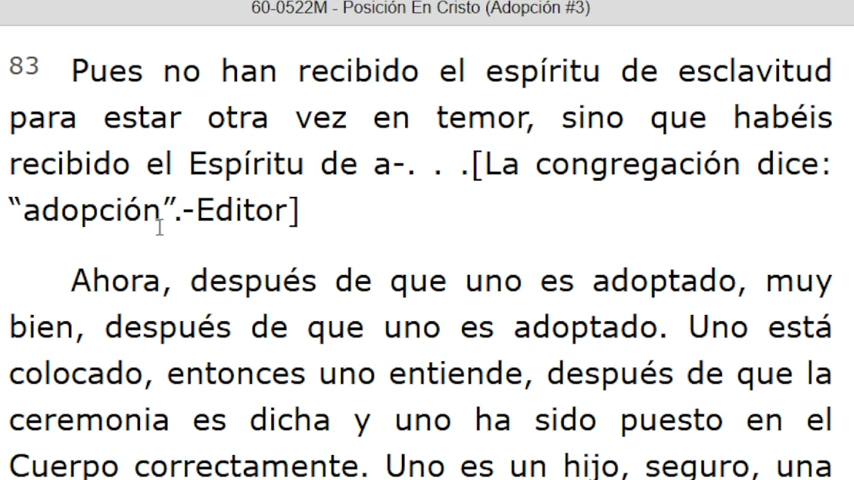 60-0522M - Posición En Cristo (Adopción #3)
83 Pues no han recibido el espíritu de esclavitud
para estar otra vez en temor, sino que habéis
recibido el Espíritu de a-. . .[La congregación dice:
“adopción”.-Editor]
Ahora, después de que uno es adoptado, muy
bien, después de que uno es adoptado. Uno está
colocado, entonces uno entiende, después de que la
ceremonia es dicha y uno ha sido puesto en el
Cuerpo correctamente. Uno es un hijo, seguro, una